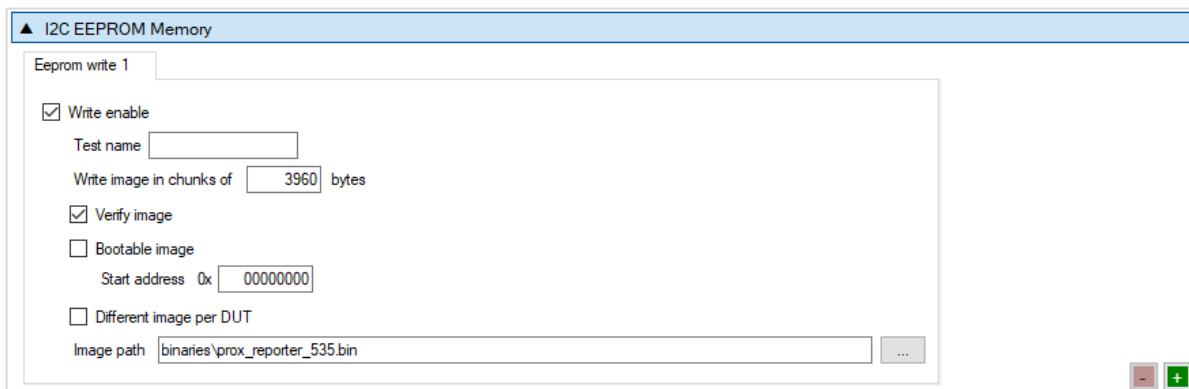 ▲ I2C EEPROM Memory
Eeprom write 1
Write enable
Test name
Write image in chunks of 3960 bytes
Verify image
Bootable image
Start address 0x 00000000
Different image per DUT
Image path binaries\prox_reporter_535.bin ...
- +